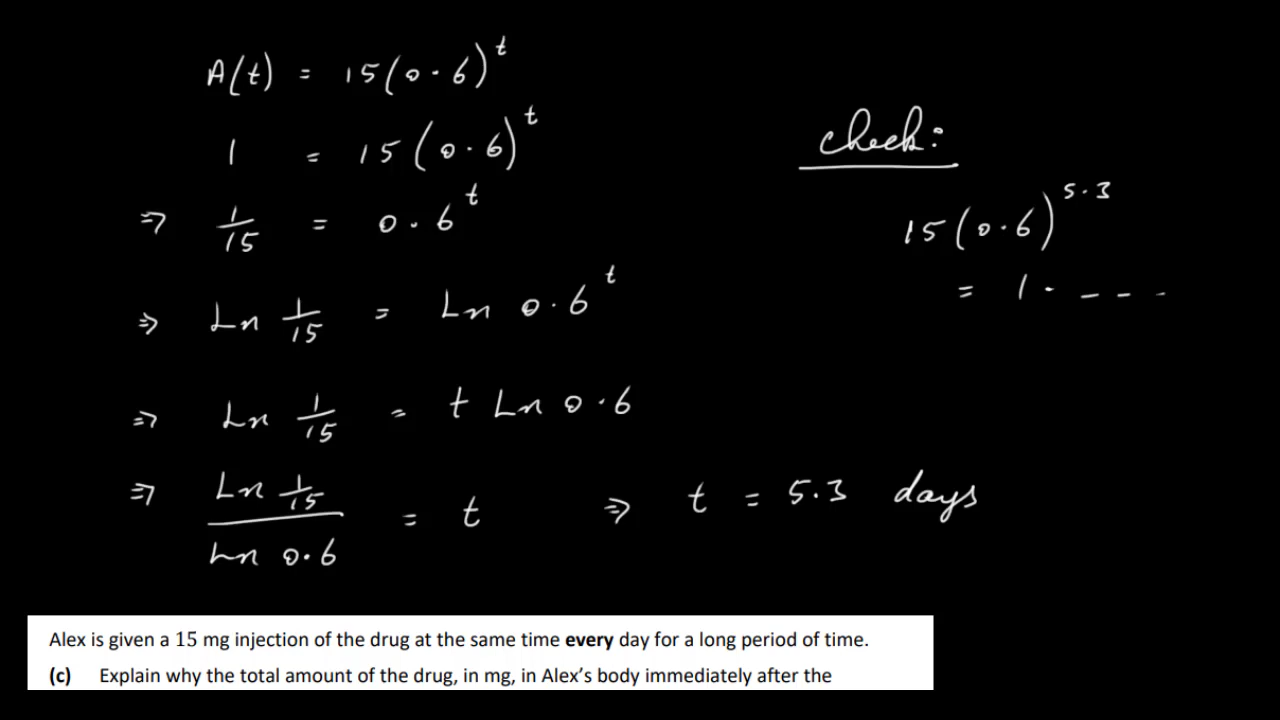 A(t) = 15(0.6)^t
1 = 15(0.6)^t
⇒ 1/15 = 0.6^t
⇒ Ln 1/15 = Ln 0.6^t
⇒ Ln 1/15 = t Ln 0.6
⇒ Ln 1/15 / Ln 0.6 = t ⇒ t = 5.3 days
Check:
15(0.6)^5.3
= 1. _ _ _
Alex is given a 15 mg injection of the drug at the same time every day for a long period of time.
(c) Explain why the total amount of the drug, in mg, in Alex's body immediately after the